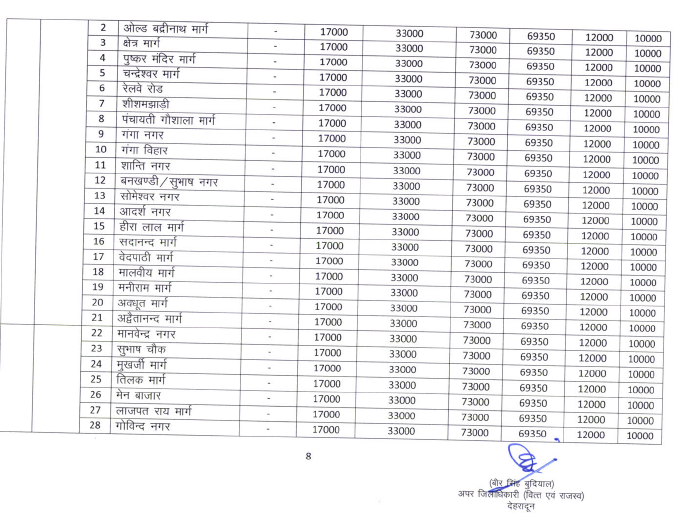 2 ओल्ड बद्रीनाथ मार्ग - 17000 33000 73000 69350 12000 10000
3 क्षेत्र मार्ग - 17000 33000 73000 69350 12000 10000
4 पुष्कर मंदिर मार्ग - 17000 33000 73000 69350 12000 10000
5 चन्द्रेश्वर मार्ग - 17000 33000 73000 69350 12000 10000
6 रेलवे रोड - 17000 33000 73000 69350 12000 10000
7 शीशमझाड़ी - 17000 33000 73000 69350 12000 10000
8 पंचायती गौशाला मार्ग - 17000 33000 73000 69350 12000 10000
9 गंगा नगर - 17000 33000 73000 69350 12000 10000
10 गंगा विहार - 17000 33000 73000 69350 12000 10000
11 शान्ति नगर - 17000 33000 73000 69350 12000 10000
12 बनखण्डी/सुभाष नगर - 17000 33000 73000 69350 12000 10000
13 सोमेश्वर नगर - 17000 33000 73000 69350 12000 10000
14 आदर्श नगर - 17000 33000 73000 69350 12000 10000
15 हीरा लाल मार्ग - 17000 33000 73000 69350 12000 10000
16 सदानन्द मार्ग - 17000 33000 73000 69350 12000 10000
17 वेदपाठी मार्ग - 17000 33000 73000 69350 12000 10000
18 मालवीय मार्ग - 17000 33000 73000 69350 12000 10000
19 मनीराम मार्ग - 17000 33000 73000 69350 12000 10000
20 अवधूत मार्ग - 17000 33000 73000 69350 12000 10000
21 अद्वैतानन्द मार्ग - 17000 33000 73000 69350 12000 10000
22 मानवेन्द्र नगर - 17000 33000 73000 69350 12000 10000
23 सुभाष चौक - 17000 33000 73000 69350 12000 10000
24 मुखर्जी मार्ग - 17000 33000 73000 69350 12000 10000
25 तिलक मार्ग - 17000 33000 73000 69350 12000 10000
26 मेन बाजार - 17000 33000 73000 69350 12000 10000
27 लाजपत राय मार्ग - 17000 33000 73000 69350 12000 10000
28 गोविन्द नगर - 17000 33000 73000 69350 12000 10000
8
(बीर सिंह बुदियाल)
अपर जिलाधिकारी (वित्त एवं राजस्व)
देहरादून